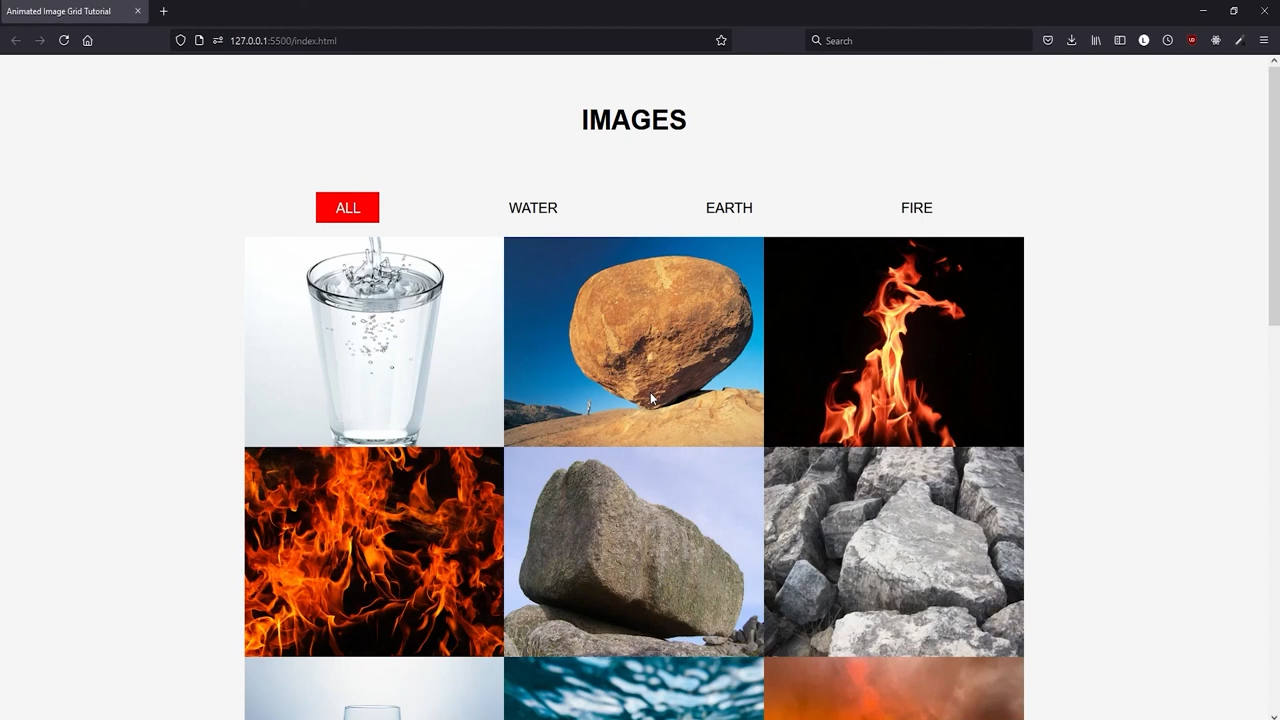 Animated Image Grid Tutorial
127.0.0.1:5500/index.html
Search
IMAGES
ALL
WATER
EARTH
FIRE